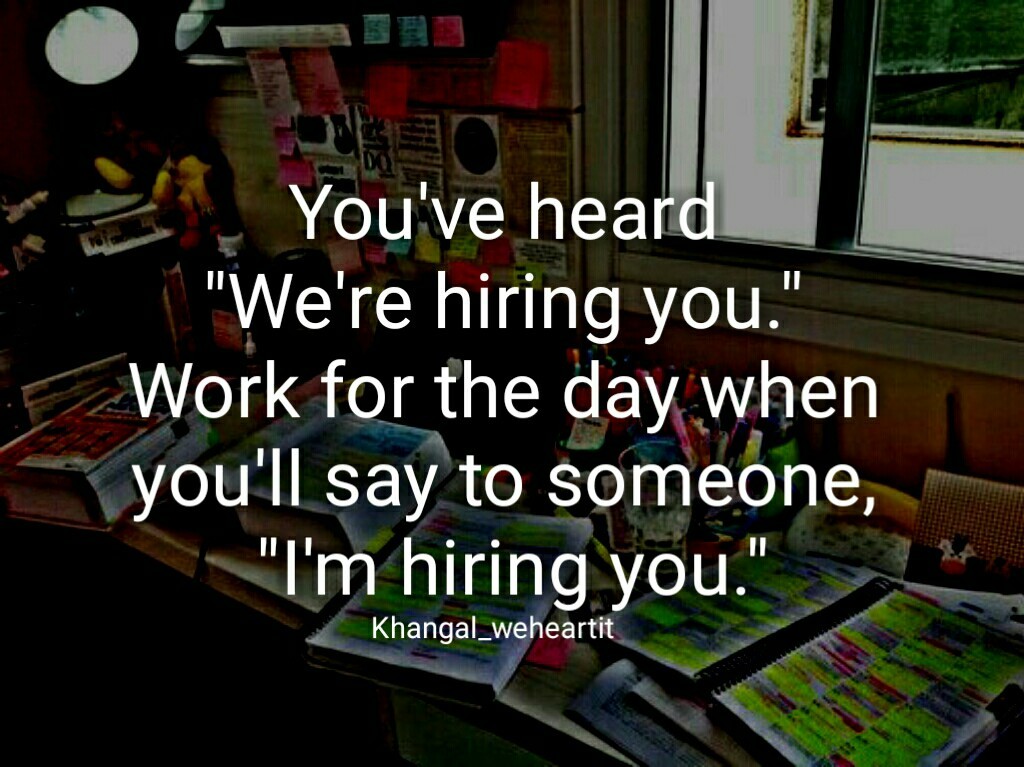 You've heard
"We're hiring you."
Work for the day when
you'll say to someone,
"I'm hiring you."
Khangal_weheartit